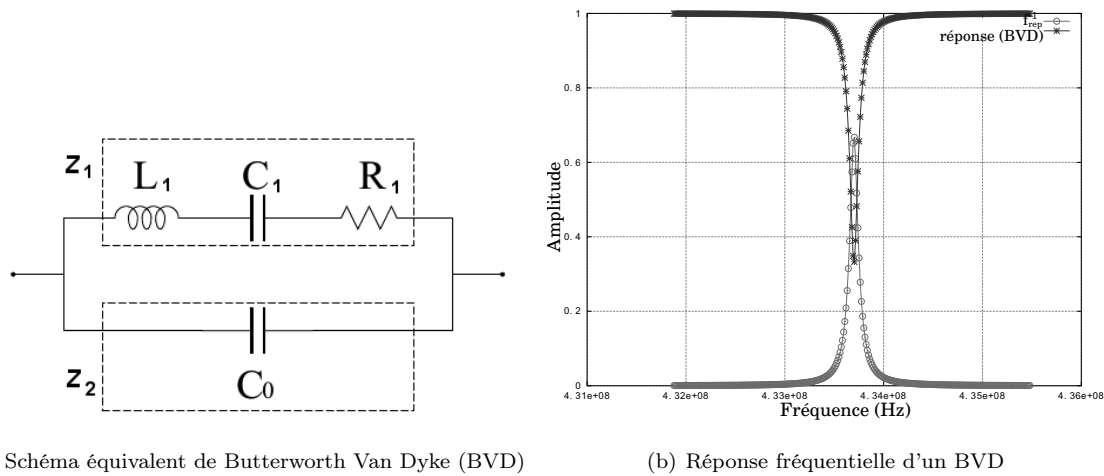 Z₁
L₁ C₁ R₁
Z₂
C₀
Schéma équivalent de Butterworth Van Dyke (BVD)
réponse (BVD)
Amplitude
1
0.8
0.6
0.4
0.2
0
4.31e+08 4.32e+08 4.33e+08 4.34e+08 4.35e+08 4.36e+08
Fréquence (Hz)
(b) Réponse fréquentielle d'un BVD